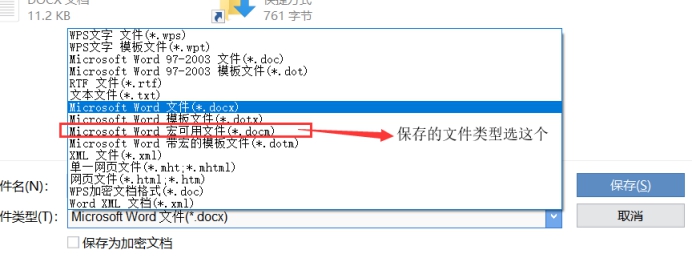 DOCX 文档
11.2 KB
快捷方式
761 字节
WPS文字 文件(*.wps)
WPS文字 模板文件(*.wpt)
Microsoft Word 97-2003 文件(*.doc)
Microsoft Word 97-2003 模板文件(*.dot)
RTF 文件(*.rtf)
文本文件(*.txt)
Microsoft Word 文件(*.docx)
Microsoft Word 模板文件(*.dotx)
Microsoft Word 宏可用文件(*.docm)
保存的文件类型选这个
Microsoft Word 带宏的模板文件(*.dotm)
XML 文件(*.xml)
单一网页文件(*.mht;*.mhtml)
网页文件(*.html;*.htm)
WPS加密文档格式(*.doc)
Word XML 文档(*.xml)
件名(N):
保存(S)
件类型(T):
Microsoft Word 文件(*.docx)
取消
保存为加密文档